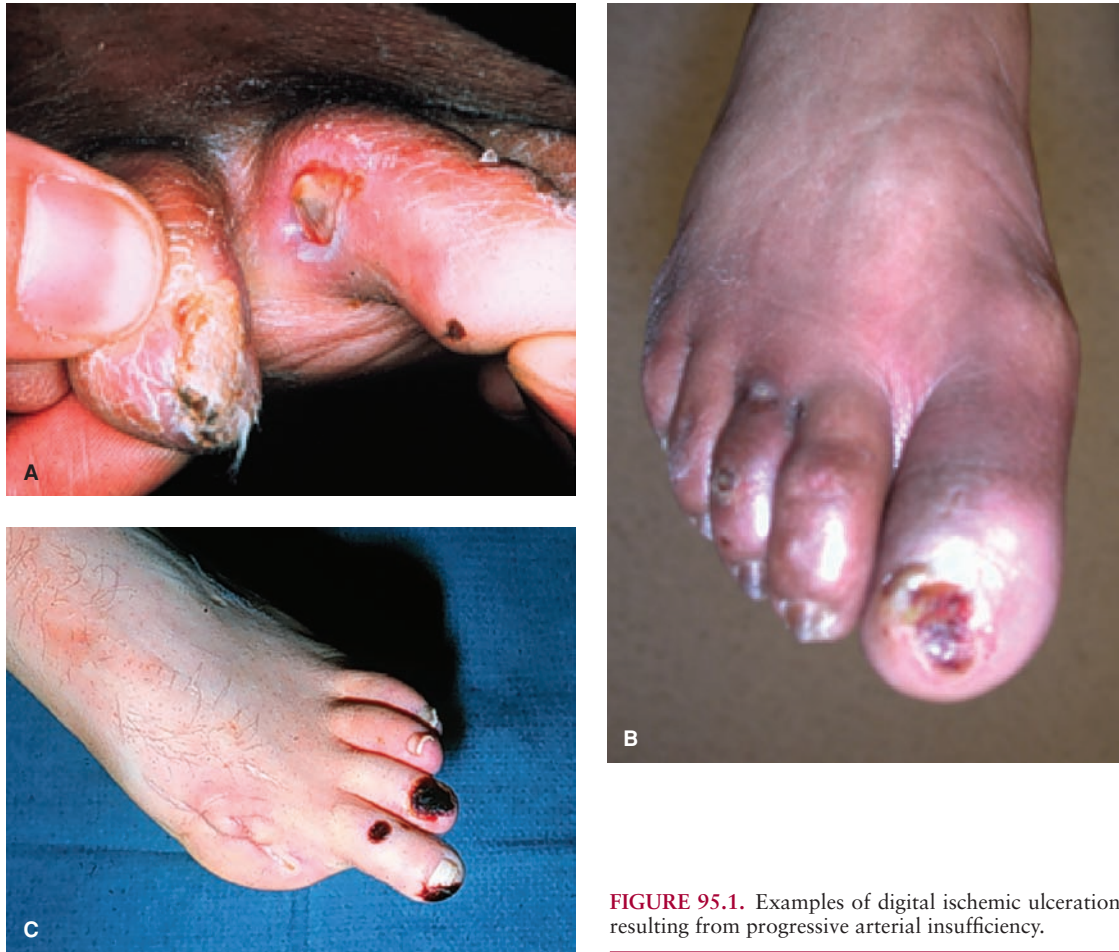 A
B
C
FIGURE 95.1. Examples of digital ischemic ulceration
resulting from progressive arterial insufficiency.